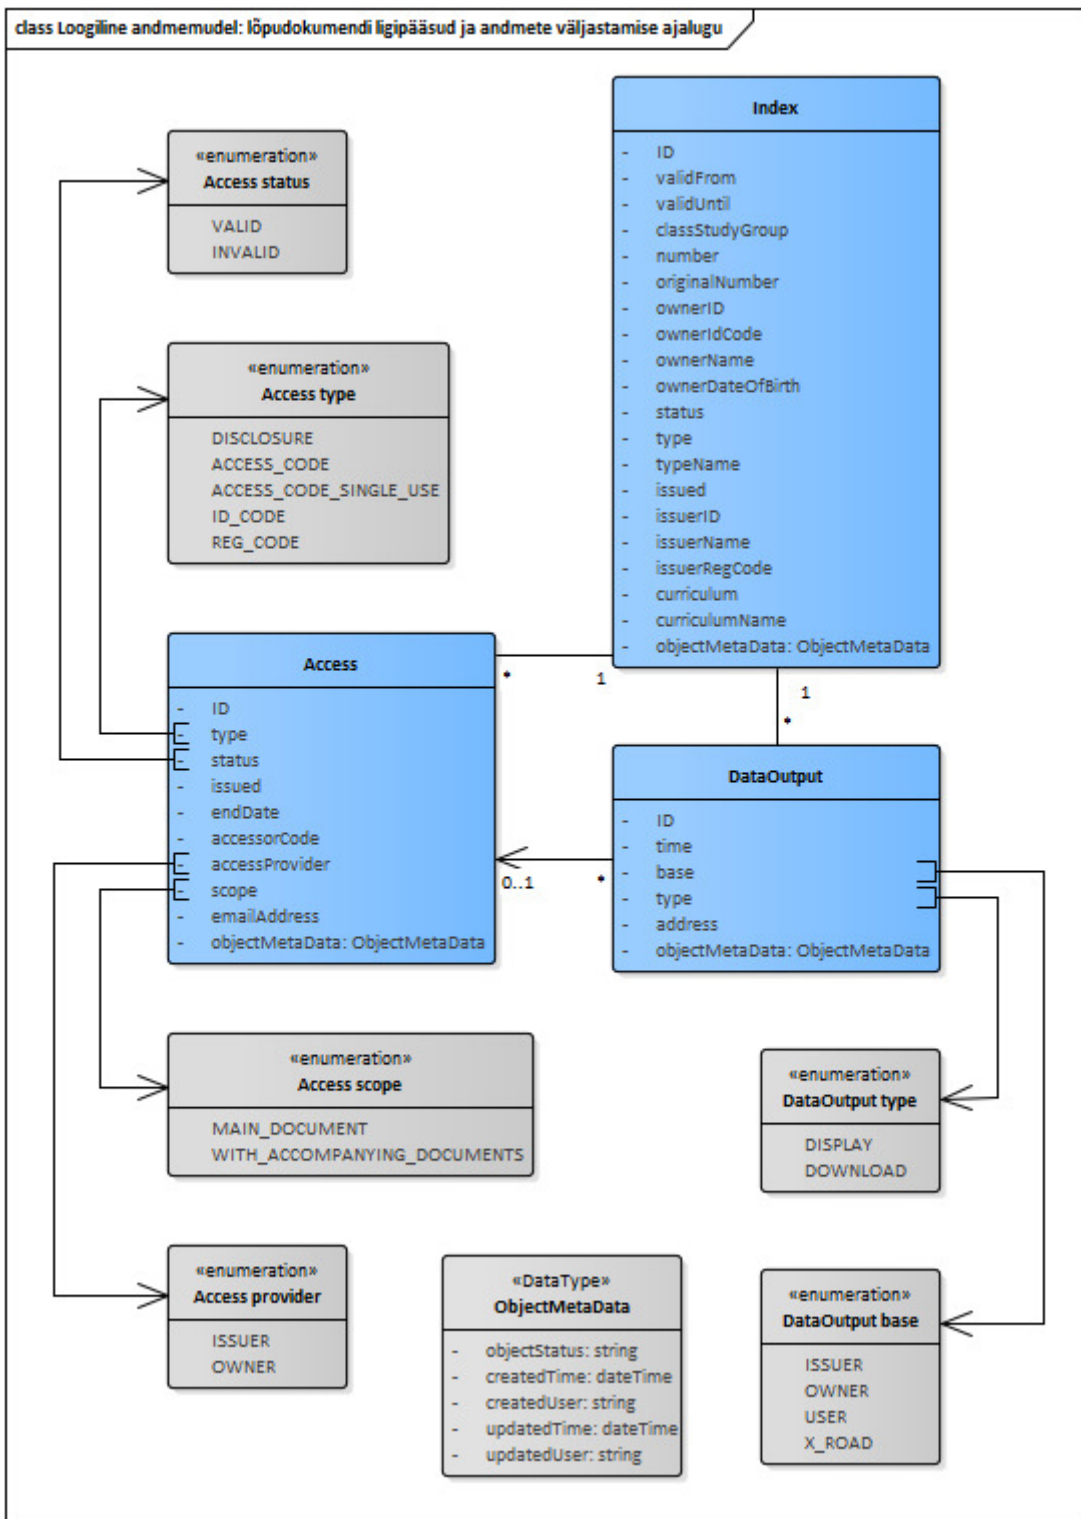 class Loogiline andmemudel: lõpudokumendi ligipääsud ja andmete väljastamise ajalugu
Index
- ID
- validFrom
- validUntil
- classStudyGroup
- number
- originalNumber
- ownerID
- ownerIdCode
- ownerName
- ownerDateOfBirth
- status
- type
- typeName
- issued
- issuerID
- issuerName
- issuerRegCode
- curriculum
- curriculumName
- objectMetaData: ObjectMetaData
«enumeration»
Access status
VALID
INVALID
«enumeration»
Access type
DISCLOSURE
ACCESS_CODE
ACCESS_CODE_SINGLE_USE
ID_CODE
REG_CODE
Access
- ID
- type
- status
- issued
- endDate
- accessorCode
- accessProvider
- scope
- emailAddress
- objectMetaData: ObjectMetaData
*
1
1
*
DataOutput
- ID
- time
- base
- type
- address
- objectMetaData: ObjectMetaData
0..1
*
«enumeration»
Access scope
MAIN_DOCUMENT
WITH_ACCOMPANYING_DOCUMENTS
«enumeration»
DataOutput type
DISPLAY
DOWNLOAD
«enumeration»
Access provider
ISSUER
OWNER
«DataType»
ObjectMetaData
- objectStatus: string
- createdTime: dateTime
- createdUser: string
- updatedTime: dateTime
- updatedUser: string
«enumeration»
DataOutput base
ISSUER
OWNER
USER
X_ROAD